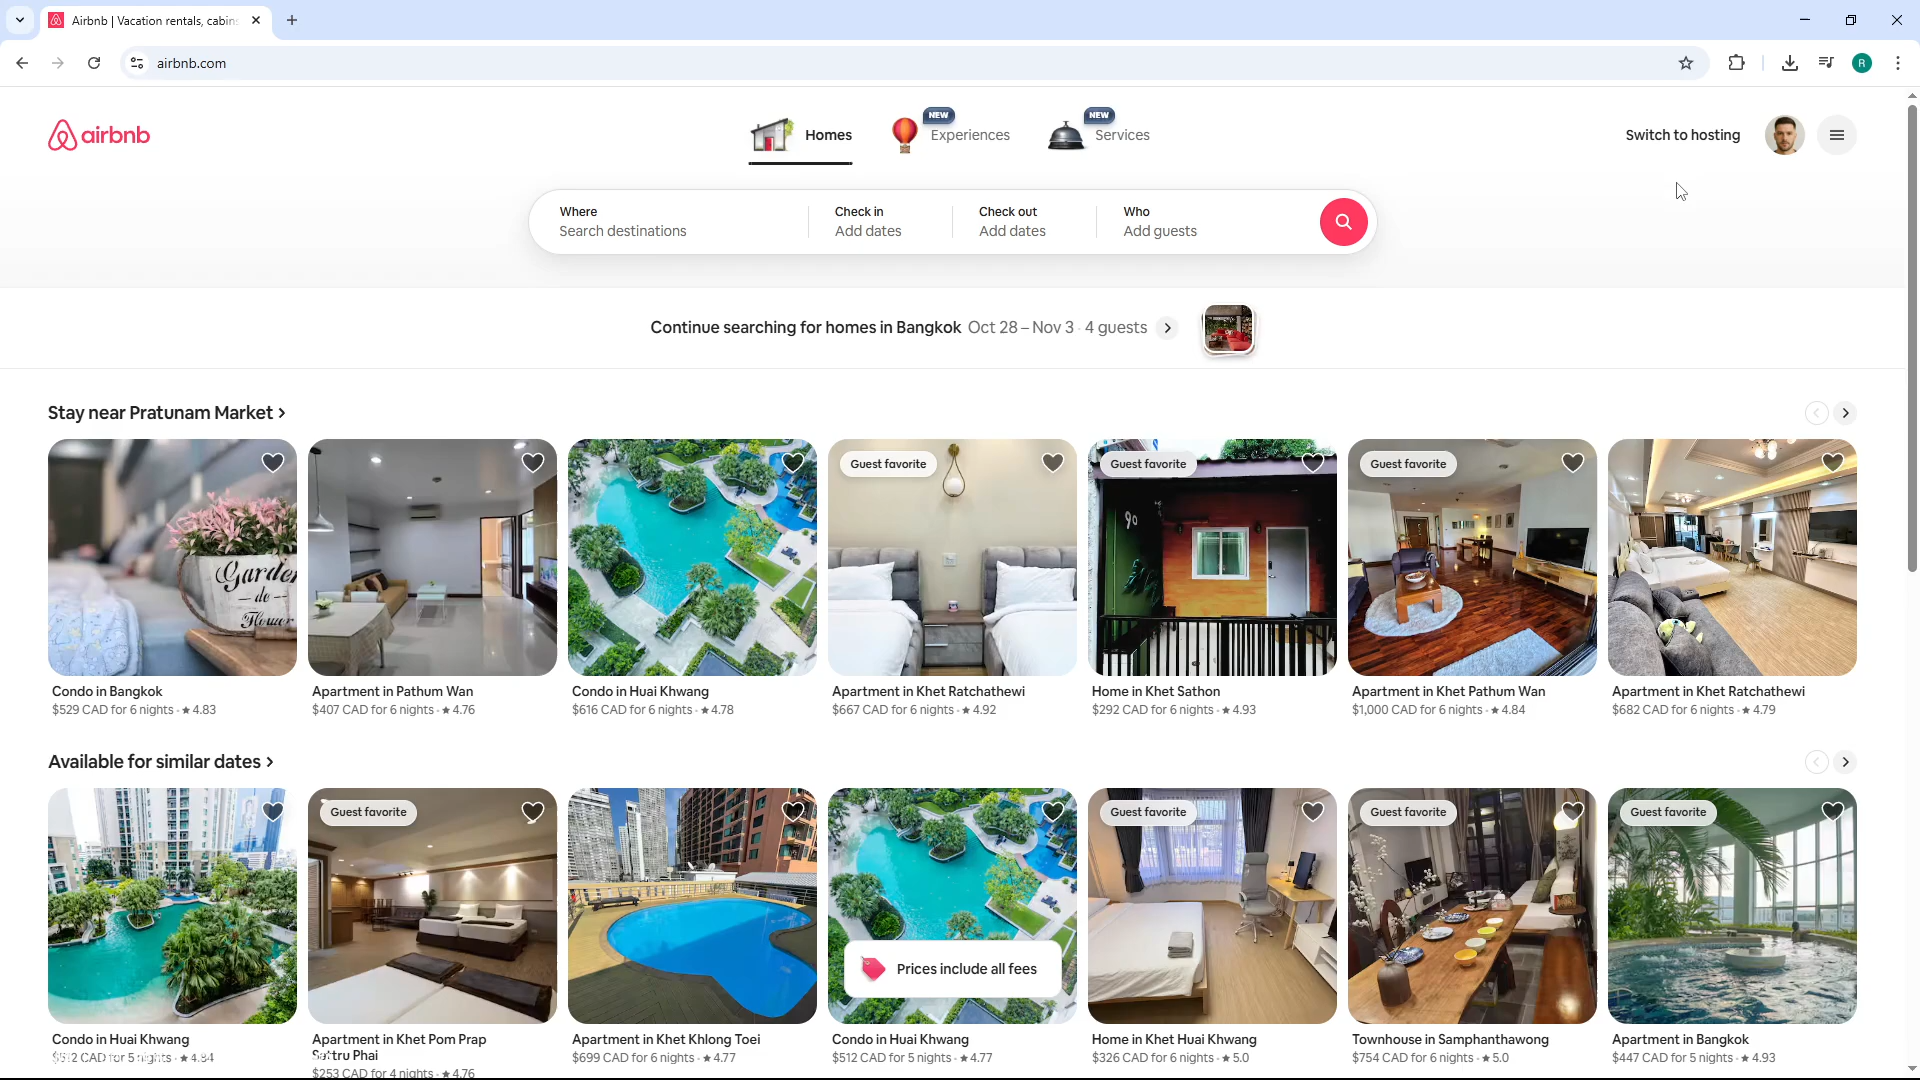 Airbnb | Vacation rentals, cabin
airbnb.com
R
airbnb
Homes
NEW
Experiences
NEW
Services
Switch to hosting
Where
Search destinations
Check in
Add dates
Check out
Add dates
Who
Add guests
Continue searching for homes in Bangkok Oct 28 – Nov 3 · 4 guests
Stay near Pratunam Market
Garden
- de -
Flower
Guest favorite
90
Guest favorite
Guest favorite
Condo in Bangkok
$529 CAD for 6 nights · ★ 4.83
Apartment in Pathum Wan
$407 CAD for 6 nights · ★ 4.76
Condo in Huai Khwang
$616 CAD for 6 nights · ★ 4.78
Apartment in Khet Ratchathewi
$667 CAD for 6 nights · ★ 4.92
Home in Khet Sathon
$292 CAD for 6 nights · ★ 4.93
Apartment in Khet Pathum Wan
$1,000 CAD for 6 nights · ★ 4.84
Apartment in Khet Ratchathewi
$682 CAD for 6 nights · ★ 4.79
Available for similar dates
Guest favorite
Guest favorite
Guest favorite
Guest favorite
Prices include all fees
Condo in Huai Khwang
CAD for 5 nights · ★ 4.84
Apartment in Khet Pom Prap
Sattru Phai
$253 CAD for 4 nights · ★ 4.76
Apartment in Khet Khlong Toei
$699 CAD for 6 nights · ★ 4.77
Condo in Huai Khwang
$512 CAD for 5 nights · ★ 4.77
Home in Khet Huai Khwang
$326 CAD for 6 nights · ★ 5.0
Townhouse in Samphanthawong
$754 CAD for 6 nights · ★ 5.0
Apartment in Bangkok
$447 CAD for 5 nights · ★ 4.93